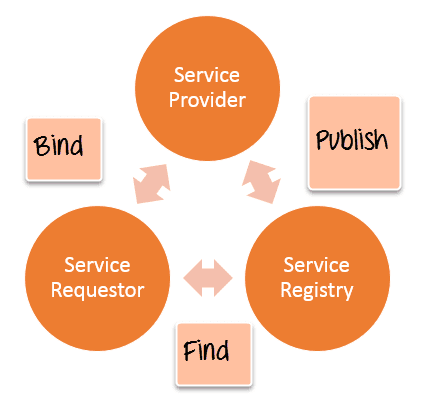 Service
Provider
Bind
Publish
Service
Requestor
Service
Registry
Find